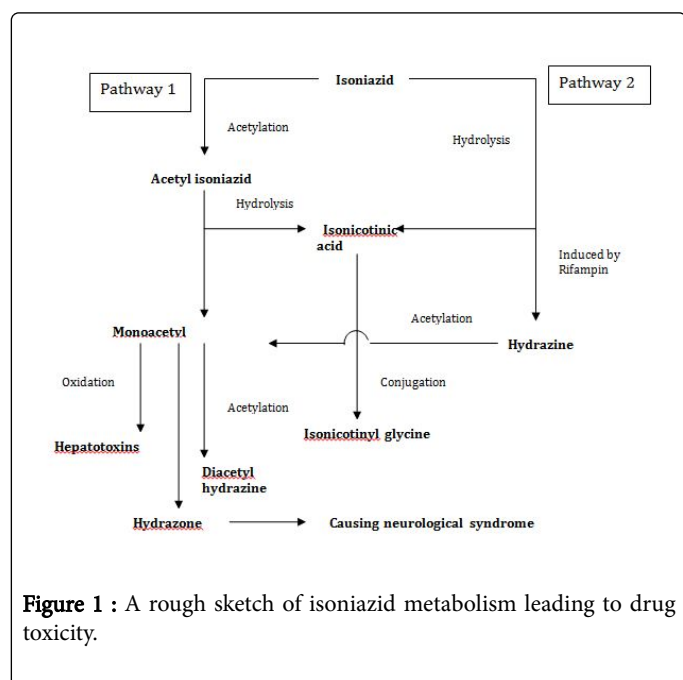 Isoniazid
Pathway 1
Pathway 2
Acetylation
Hydrolysis
Acetyl isoniazid
Hydrolysis
Isonicotinic
acid
Induced by
Rifampin
Acetylation
Monoacetyl
Hydrazine
Oxidation
Conjugation
Acetylation
Isonicotinyl glycine
Hepatotoxins
Diacetyl
hydrazine
Hydrazone
Causing neurological syndrome
Figure 1 : A rough sketch of isoniazid metabolism leading to drug
toxicity.